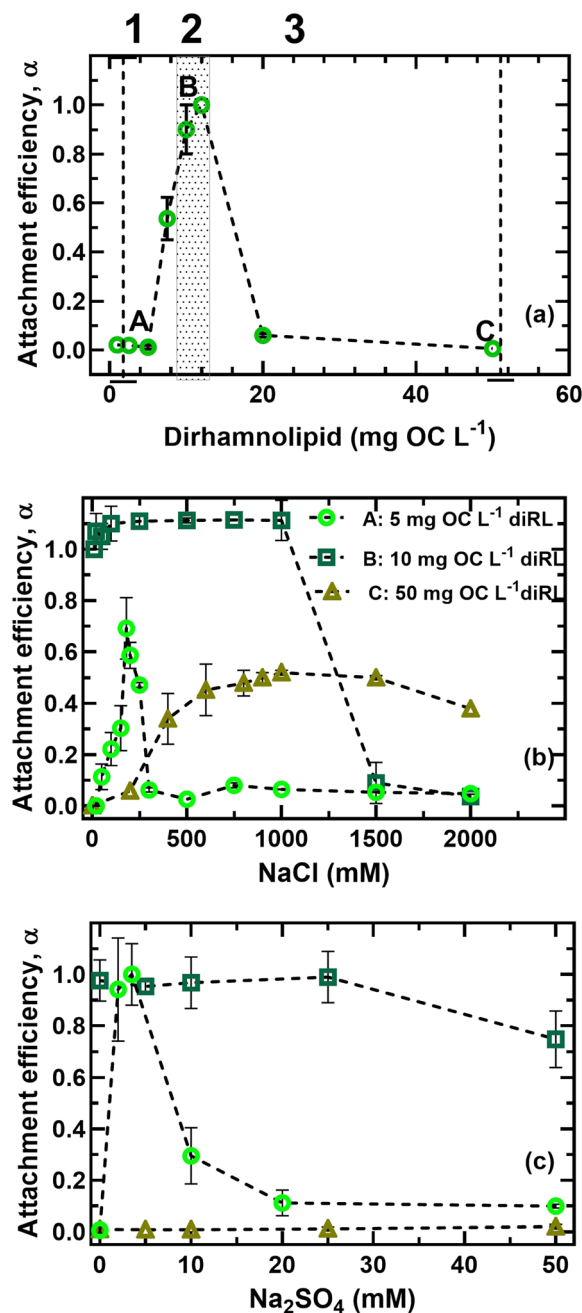 1 2 3
Attachment efficiency, α
1.0
0.8
0.6
0.4
0.2
0.0
B
A
C
(a)
0 20 40 60
Dirhamnolipid (mg OC L⁻¹)
Attachment efficiency, α
1.0
0.8
0.6
0.4
0.2
0.0
A: 5 mg OC L⁻¹ diRL
B: 10 mg OC L⁻¹ diRL
C: 50 mg OC L⁻¹diRL
(b)
0 500 1000 1500 2000
NaCl (mM)
Attachment efficiency, α
1.0
0.8
0.6
0.4
0.2
0.0
(c)
0 10 20 30 40 50
Na₂SO₄ (mM)